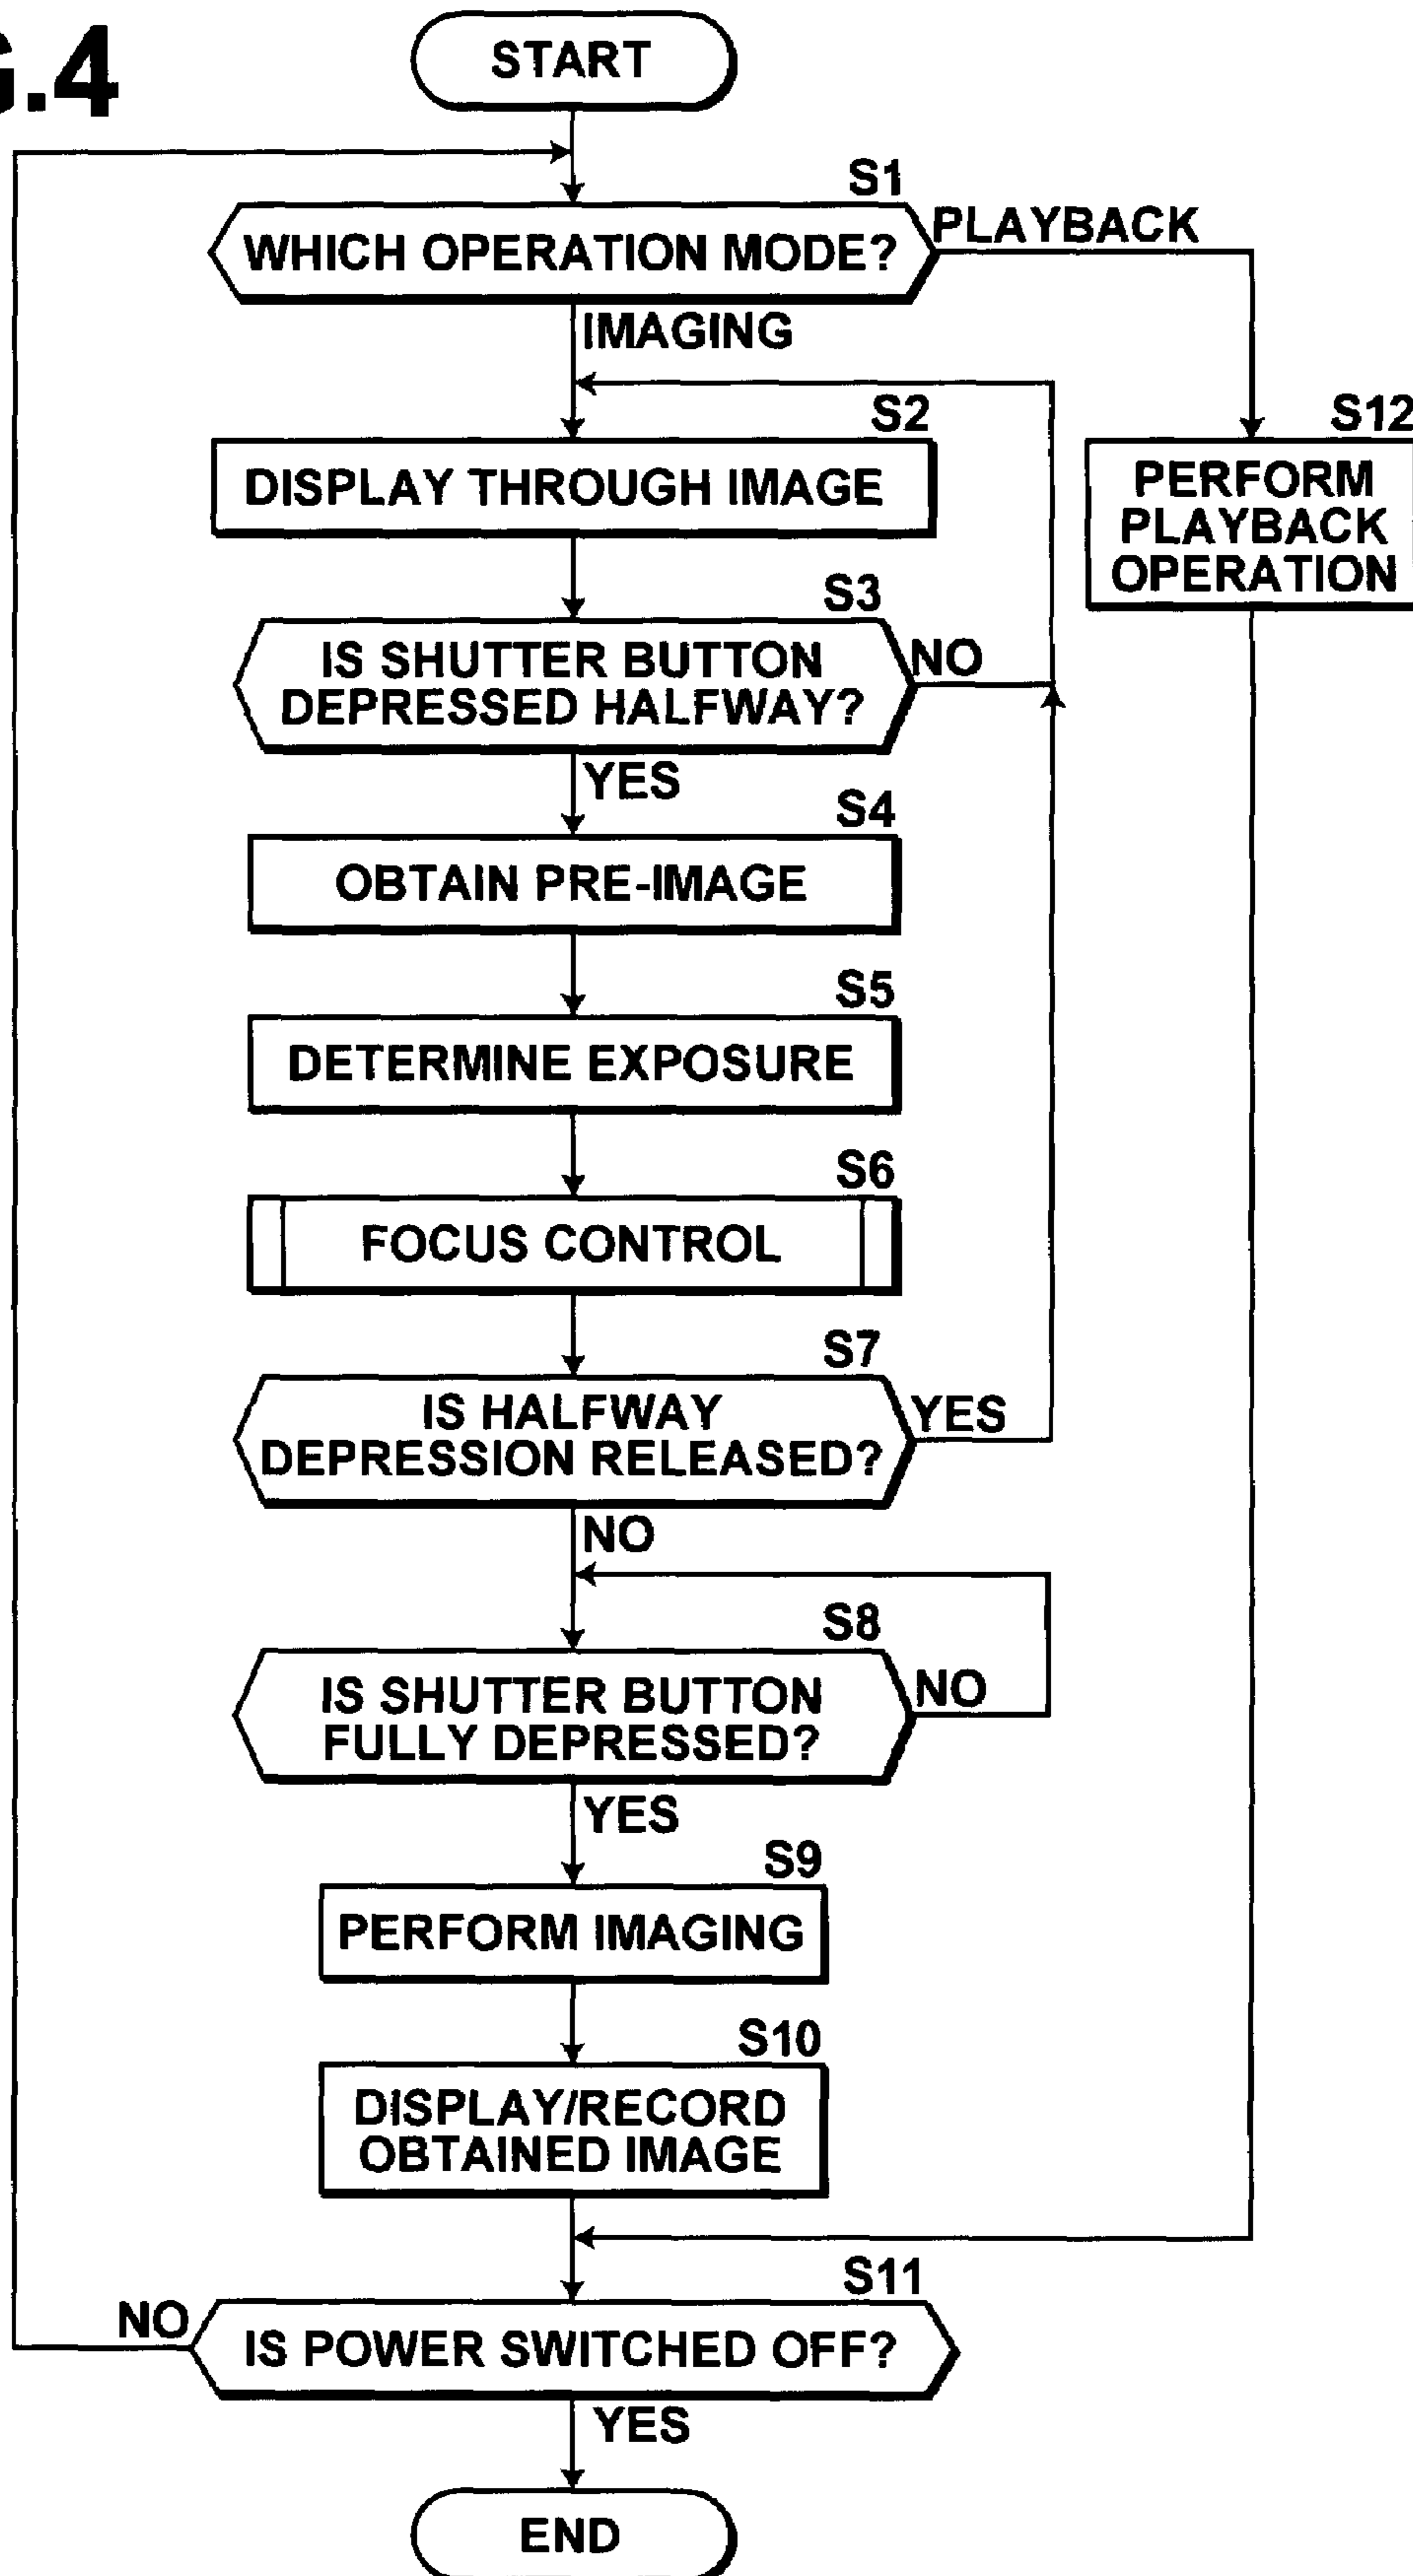 G.4
START
S1
WHICH OPERATION MODE?
PLAYBACK
IMAGING
S2
DISPLAY THROUGH IMAGE
S12
PERFORM
PLAYBACK
OPERATION
S3
IS SHUTTER BUTTON
DEPRESSED HALFWAY?
NO
YES
S4
OBTAIN PRE-IMAGE
S5
DETERMINE EXPOSURE
S6
FOCUS CONTROL
S7
IS HALFWAY
DEPRESSION RELEASED?
YES
NO
S8
IS SHUTTER BUTTON
FULLY DEPRESSED?
NO
YES
S9
PERFORM IMAGING
S10
DISPLAY/RECORD
OBTAINED IMAGE
S11
NO
IS POWER SWITCHED OFF?
YES
END